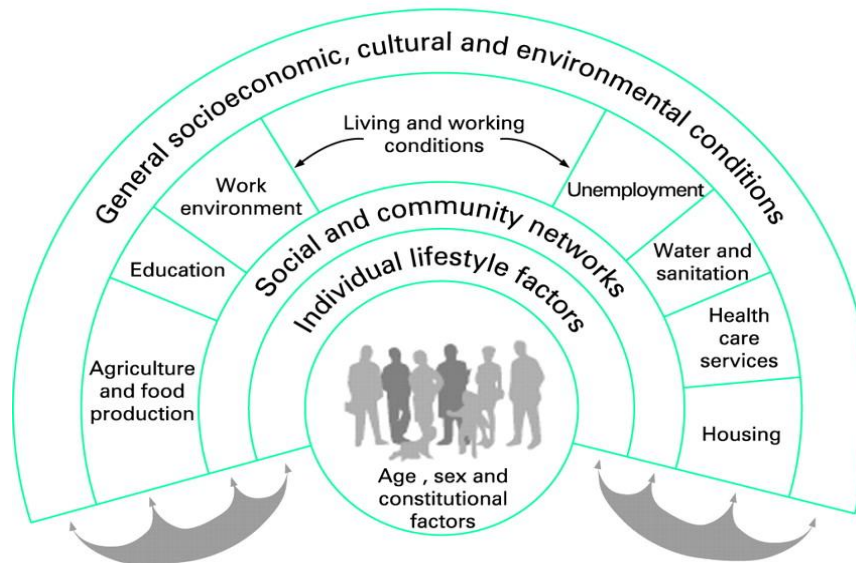 General socioeconomic, cultural and environmental conditions
Living and working
conditions
Work
environment
Unemployment
Social and community networks
Education
Water and
sanitation
Individual lifestyle factors
Agriculture
and food
production
Health
care
services
Housing
Age , sex and
constitutional
factors